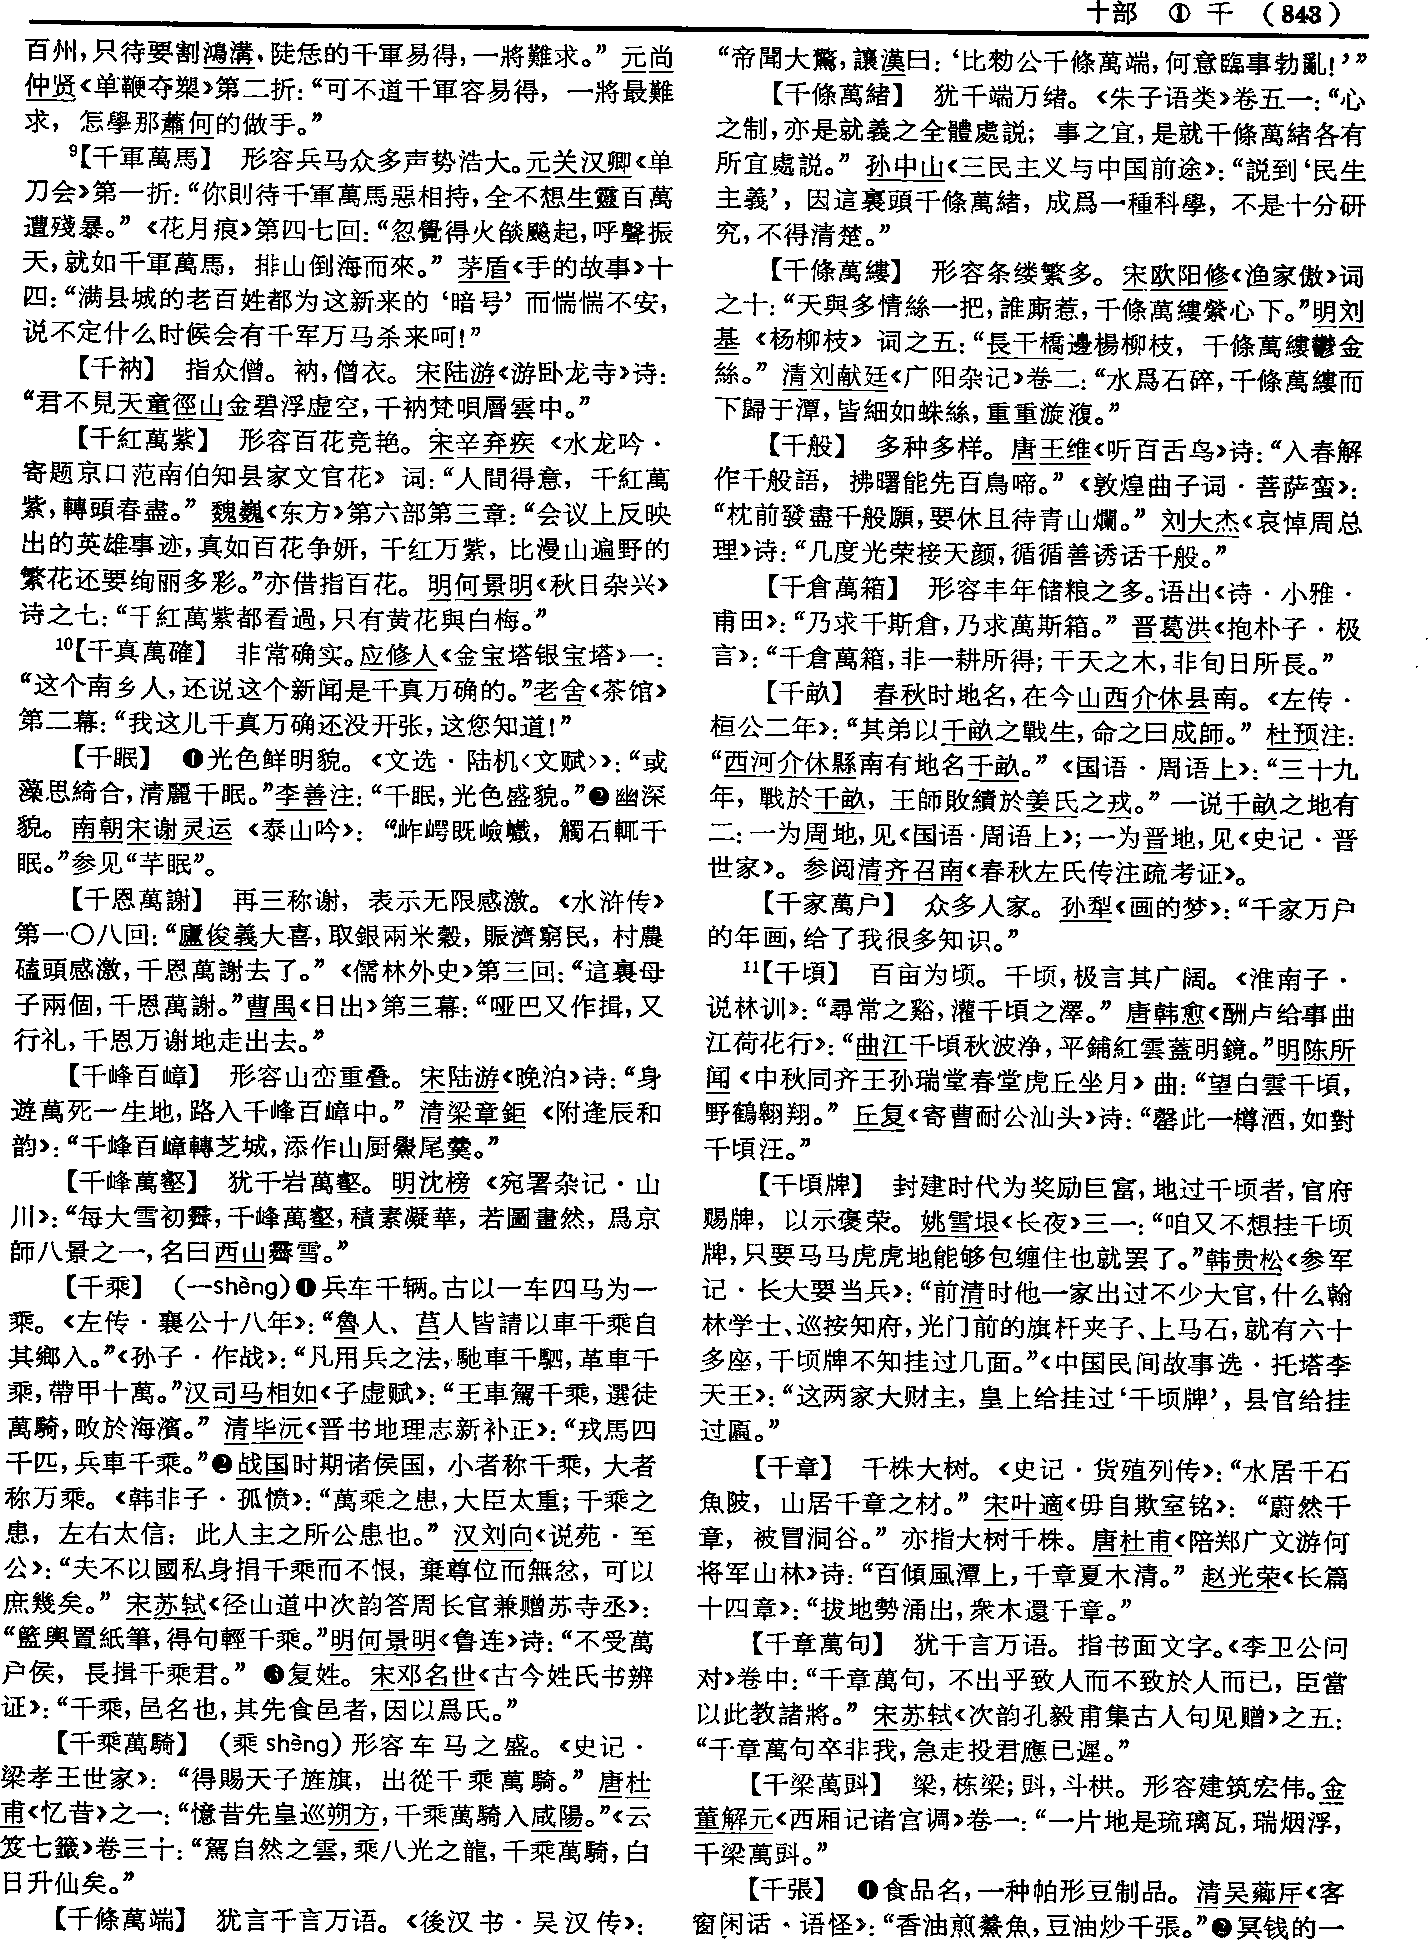 十部 ① 千 （843）
百州，只待要割鴻溝，陡恁的千軍易得，一將難求。”元尚
仲贤《单鞭夺槊》第二折：“可不道千軍容易得，一將最難
求，怎學那蕭何的做手。”
⁹【千軍萬馬】 形容兵马众多声势浩大。元关汉卿《单
刀会》第一折：“你則待千軍萬馬惡相持，全不想生靈百萬
遭殘暴。”《花月痕》第四七回：“忽覺得火燄飈起，呼聲振
天，就如千軍萬馬，排山倒海而來。”茅盾《手的故事》十
四：“满县城的老百姓都为这新来的‘暗号’而惴惴不安，
说不定什么时候会有千军万马杀来呵！”
【千衲】 指众僧。衲，僧衣。宋陆游《游卧龙寺》诗：
“君不見天童徑山金碧浮虚空，千衲梵唄層雲中。”
【千紅萬紫】 形容百花竞艳。宋辛弃疾《水龙吟·
寄题京口范南伯知县家文官花》词：“人間得意，千紅萬
紫，轉頭春盡。”魏巍《东方》第六部第三章：“会议上反映
出的英雄事迹，真如百花争妍，千红万紫，比漫山遍野的
繁花还要绚丽多彩。”亦借指百花。明何景明《秋日杂兴》
诗之七：“千紅萬紫都看過，只有黄花與白梅。”
¹⁰【千真萬確】 非常确实。应修人《金宝塔银宝塔》一：
“这个南乡人，还说这个新闻是千真万确的。”老舍《茶馆》
第二幕：“我这儿千真万确还没开张，这您知道！”
【千眠】 ❶光色鲜明貌。《文选·陆机〈文赋〉》：“或
藻思綺合，清麗千眠。”李善注：“千眠，光色盛貌。”❷幽深
貌。南朝宋谢灵运《泰山吟》：“岝崿既嶮巇，觸石輒千
眠。”参见“芊眠”。
【千恩萬謝】 再三称谢，表示无限感激。《水浒传》
第一〇八回：“盧俊義大喜，取銀兩米穀，賑濟窮民，村農
磕頭感激，千恩萬謝去了。”《儒林外史》第三回：“這裏母
子兩個，千恩萬謝。”曹禺《日出》第三幕：“哑巴又作揖，又
行礼，千恩万谢地走出去。”
【千峰百嶂】 形容山峦重叠。宋陆游《晚泊》诗：“身
遊萬死一生地，路入千峰百嶂中。”清梁章鉅《附逢辰和
韵》：“千峰百嶂轉芝城，添作山厨鱟尾羹。”
【千峰萬壑】 犹千岩萬壑。明沈榜《宛署杂记·山
川》：“每大雪初霽，千峰萬壑，積素凝華，若圖畫然，爲京
師八景之一，名曰西山霽雪。”
【千乘】 （一shèng）❶兵车千辆。古以一车四马为一
乘。《左传·襄公十八年》：“魯人、莒人皆請以車千乘自
其鄉入。”《孙子·作战》：“凡用兵之法，馳車千駟，革車千
乘，帶甲十萬。”汉司马相如《子虚赋》：“王車駕千乘，選徒
萬騎，畋於海濱。”清毕沅《晋书地理志新补正》：“戎馬四
千匹，兵車千乘。”❷战国时期诸侯国，小者称千乘，大者
称万乘。《韩非子·孤愤》：“萬乘之患，大臣太重；千乘之
患，左右太信：此人主之所公患也。”汉刘向《说苑·至
公》：“夫不以國私身捐千乘而不恨，棄尊位而無忿，可以
庶幾矣。”宋苏轼《径山道中次韵答周长官兼赠苏寺丞》：
“籃輿置紙筆，得句輕千乘。”明何景明《鲁连》诗：“不受萬
户侯，長揖千乘君。”❸复姓。宋邓名世《古今姓氏书辨
证》：“千乘，邑名也，其先食邑者，因以爲氏。”
【千乘萬騎】 （乘shèng）形容车马之盛。《史记·
梁孝王世家》：“得賜天子旌旗，出從千乘萬騎。”唐杜
甫《忆昔》之一：“憶昔先皇巡朔方，千乘萬騎入咸陽。”《云
笈七籤》卷三十：“駕自然之雲，乘八光之龍，千乘萬騎，白
日升仙矣。”
【千條萬端】 犹言千言万语。《後汉书·吴汉传》：
“帝聞大驚，讓漢曰：‘比勑公千條萬端，何意臨事勃亂！’”
【千條萬緒】 犹千端万绪。《朱子语类》卷五一：“心
之制，亦是就義之全體處説；事之宜，是就千條萬緒各有
所宜處説。”孙中山《三民主义与中国前途》：“説到‘民生
主義’，因這裏頭千條萬緒，成爲一種科學，不是十分研
究，不得清楚。”
【千條萬縷】 形容条缕繁多。宋欧阳修《渔家傲》词
之十：“天與多情絲一把，誰厮惹，千條萬縷縈心下。”明刘
基《杨柳枝》词之五：“長干橋邊楊柳枝，千條萬縷鬱金
絲。”清刘献廷《广阳杂记》卷二：“水爲石碎，千條萬縷而
下歸于潭，皆細如蛛絲，重重漩澓。”
【千般】 多种多样。唐王维《听百舌鸟》诗：“入春解
作千般語，拂曙能先百鳥啼。”《敦煌曲子词·菩萨蛮》：
“枕前發盡千般願，要休且待青山爛。”刘大杰《哀悼周总
理》诗：“几度光荣接天颜，循循善诱话千般。”
【千倉萬箱】 形容丰年储粮之多。语出《诗·小雅·
甫田》：“乃求千斯倉，乃求萬斯箱。”晋葛洪《抱朴子·极
言》：“千倉萬箱，非一耕所得；干天之木，非旬日所長。”
【千畝】 春秋时地名，在今山西介休县南。《左传·
桓公二年》：“其弟以千畝之戰生，命之曰成師。”杜预注：
“西河介休縣南有地名千畝。”《国语·周语上》：“三十九
年，戰於千畝，王師敗績於姜氏之戎。”一说千畝之地有
二：一为周地，见《国语·周语上》；一为晋地，见《史记·晋
世家》。参阅清齐召南《春秋左氏传注疏考证》。
【千家萬户】 众多人家。孙犁《画的梦》：“千家万户
的年画，给了我很多知识。”
¹¹【千頃】 百亩为顷。千顷，极言其广阔。《淮南子·
说林训》：“尋常之谿，灌千頃之澤。”唐韩愈《酬卢给事曲
江荷花行》：“曲江千頃秋波净，平鋪紅雲蓋明鏡。”明陈所
闻《中秋同齐王孙瑞堂春堂虎丘坐月》曲：“望白雲千頃，
野鶴翱翔。”丘复《寄曹耐公汕头》诗：“罄此一樽酒，如對
千頃汪。”
【千頃牌】 封建时代为奖励巨富，地过千顷者，官府
赐牌，以示褒荣。姚雪垠《长夜》三一：“咱又不想挂千顷
牌，只要马马虎虎地能够包缠住也就罢了。”韩贵松《参军
记·长大要当兵》：“前清时他一家出过不少大官，什么翰
林学士、巡按知府，光门前的旗杆夹子、上马石，就有六十
多座，千顷牌不知挂过几面。”《中国民间故事选·托塔李
天王》：“这两家大财主，皇上给挂过‘千顷牌’，县官给挂
过匾。”
【千章】 千株大树。《史记·货殖列传》：“水居千石
魚陂，山居千章之材。”宋叶適《毋自欺室铭》：“蔚然千
章，被冒洞谷。”亦指大树千株。唐杜甫《陪郑广文游何
将军山林》诗：“百傾風潭上，千章夏木清。”赵光荣《长篇
十四章》：“拔地勢涌出，衆木還千章。”
【千章萬句】 犹千言万语。指书面文字。《李卫公问
对》卷中：“千章萬句，不出乎致人而不致於人而已，臣當
以此教諸將。”宋苏轼《次韵孔毅甫集古人句见赠》之五：
“千章萬句卒非我，急走投君應已遲。”
【千梁萬斗】 梁，栋梁；斗，斗栱。形容建筑宏伟。金
董解元《西厢记诸宫调》卷一：“一片地是琉璃瓦，瑞烟浮，
千梁萬斗。”
【千張】 ❶食品名，一种帕形豆制品。清吴薌厈《客
窗闲话·语怪》：“香油煎鰲魚，豆油炒千張。”❷冥钱的一